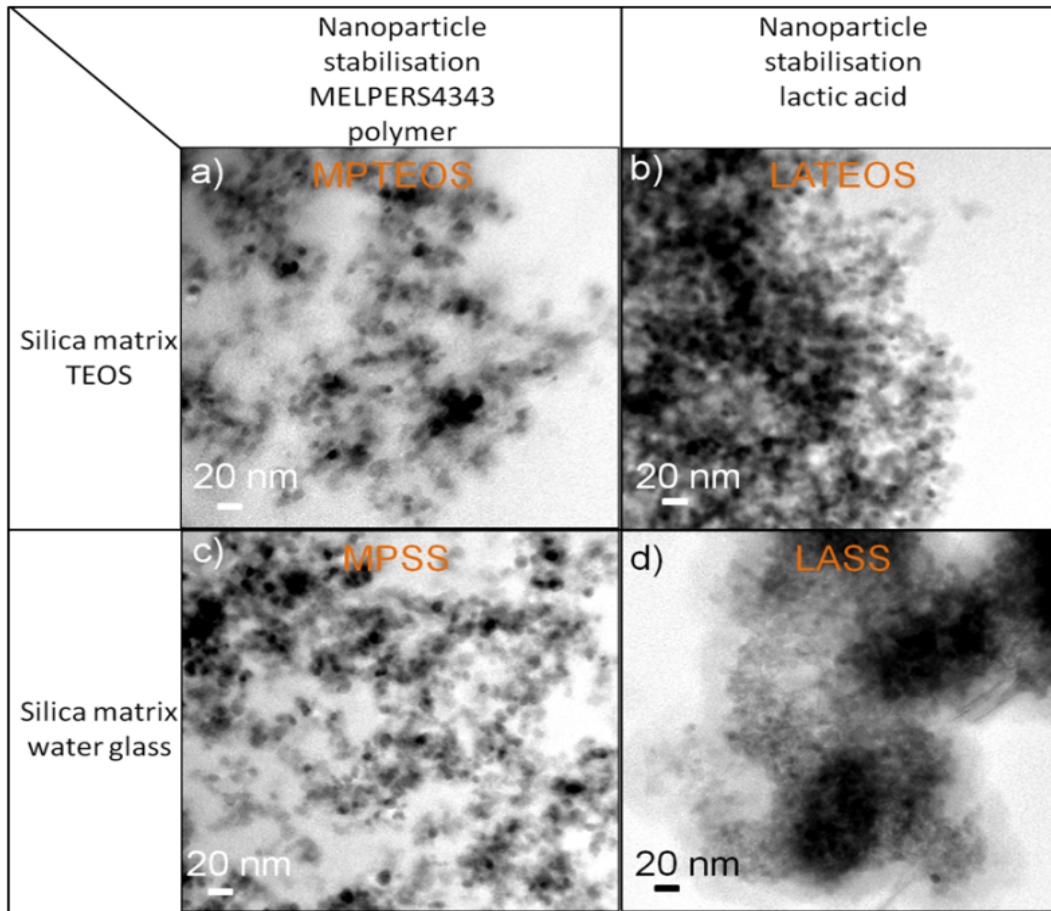 Nanoparticle
stabilisation
MELPERS4343
polymer
Nanoparticle
stabilisation
lactic acid
Silica matrix
TEOS
a)
MPTEOS
20 nm
b)
LATEOS
20 nm
Silica matrix
water glass
c)
MPSS
20 nm
d)
LASS
20 nm